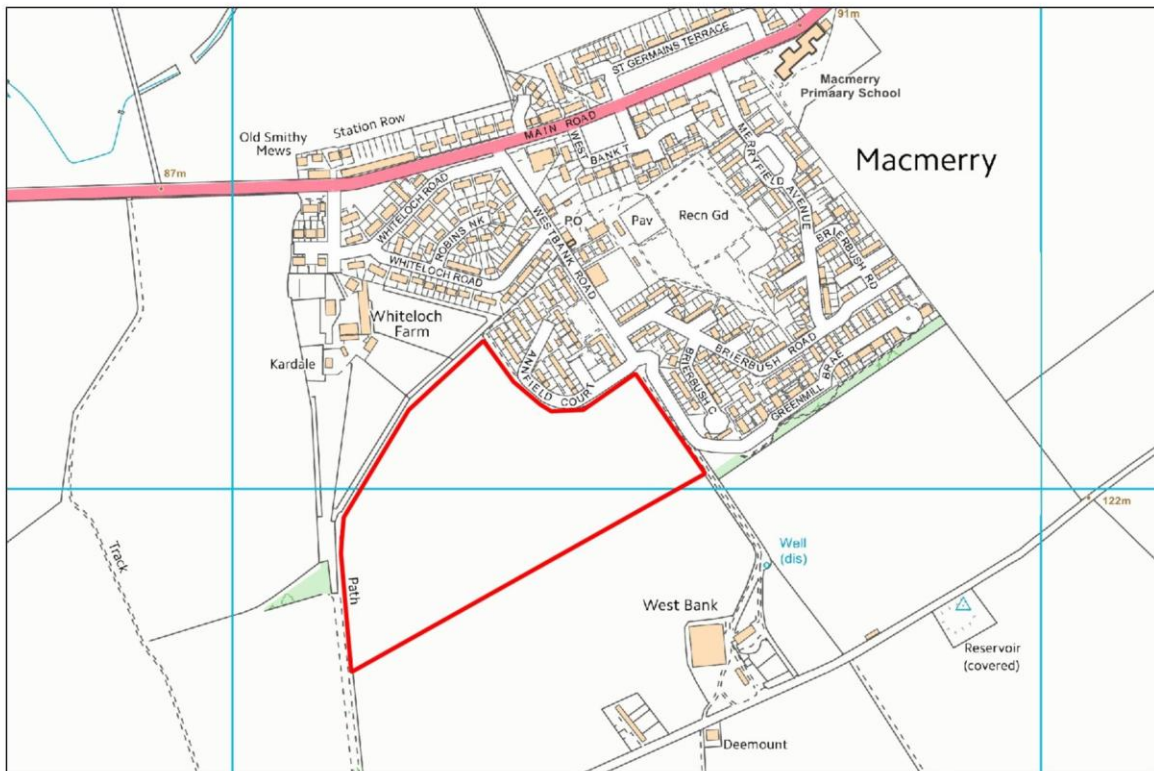 91m
ST GERMAINS TERRACE
Macmerry
Primaary School
Station Row
Old Smithy
Mews
MAIN ROAD
WEST BANK T
MERRYFIELD AVENUE
Macmerry
87m
WHITELOCH ROAD
ROBINS NK
WHITELOCH ROAD
WESTBANK ROAD
PO
Pav
Recn Gd
BRIERBUSH RD
Whiteloch
Farm
Kardale
ANNFIELD COURT
BRIERBUSH ROAD
BRIERBUSH C
GREENMILL BRAE
122m
Track
Path
Well
(dis)
West Bank
Reservoir
(covered)
Deemount